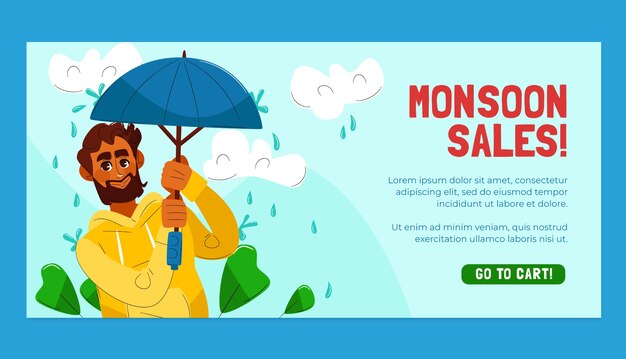 MONSOON
SALES!
Lorem ipsum dolor sit amet, consectetur
adipiscing elit, sed do eiusmod tempor
incididunt ut labore et dolore.
Ut enim ad minim veniam, quis nostrud
exercitation ullamco laboris nisi ut aliquip.
GO TO CART!